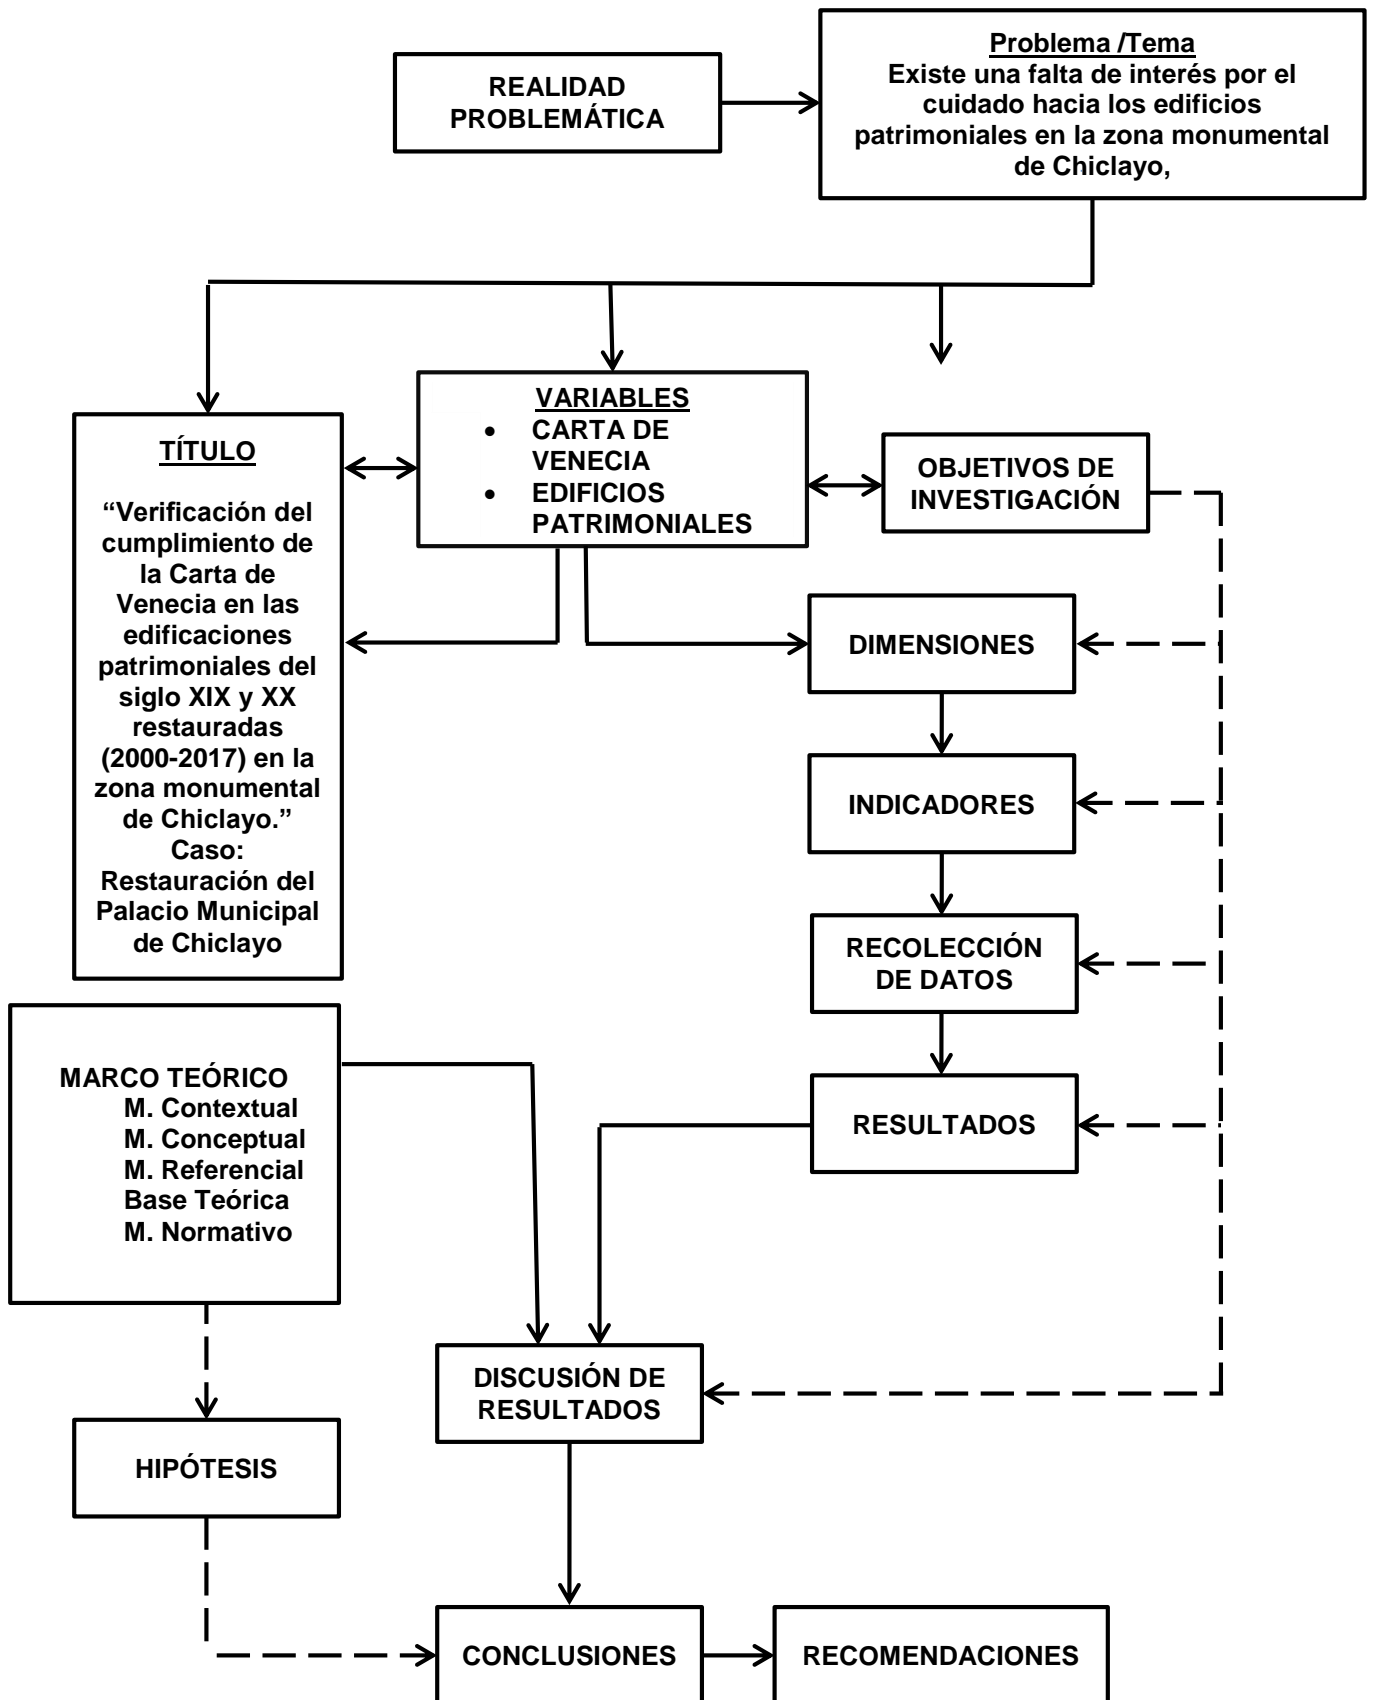 REALIDAD
PROBLEMÁTICA
Problema /Tema
Existe una falta de interés por el
cuidado hacia los edificios
patrimoniales en la zona monumental
de Chiclayo,
TÍTULO
“Verificación del
cumplimiento de
la Carta de
Venecia en las
edificaciones
patrimoniales del
siglo XIX y XX
restauradas
(2000-2017) en la
zona monumental
de Chiclayo.”
Caso:
Restauración del
Palacio Municipal
de Chiclayo
VARIABLES
• CARTA DE
VENECIA
• EDIFICIOS
PATRIMONIALES
OBJETIVOS DE
INVESTIGACIÓN
DIMENSIONES
INDICADORES
RECOLECCIÓN
DE DATOS
RESULTADOS
MARCO TEÓRICO
M. Contextual
M. Conceptual
M. Referencial
Base Teórica
M. Normativo
DISCUSIÓN DE
RESULTADOS
HIPÓTESIS
CONCLUSIONES
RECOMENDACIONES